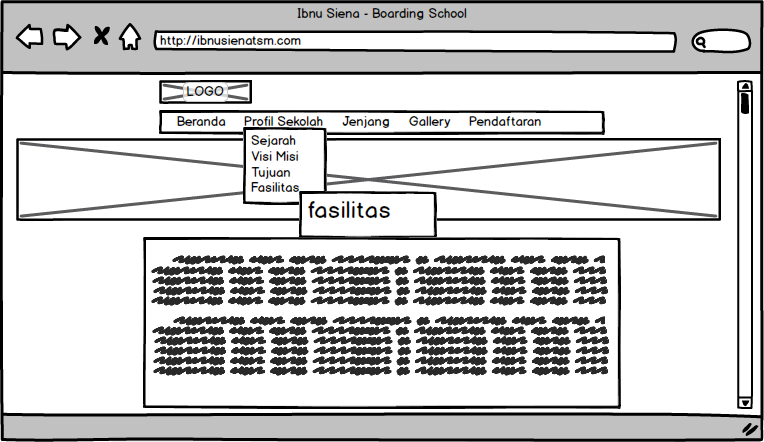 Ibnu Siena - Boarding School
http://ibnusienatsm.com
LOGO
Beranda Profil Sekolah Jenjang Gallery Pendaftaran
Sejarah
Visi Misi
Tujuan
Fasilitas
fasilitas